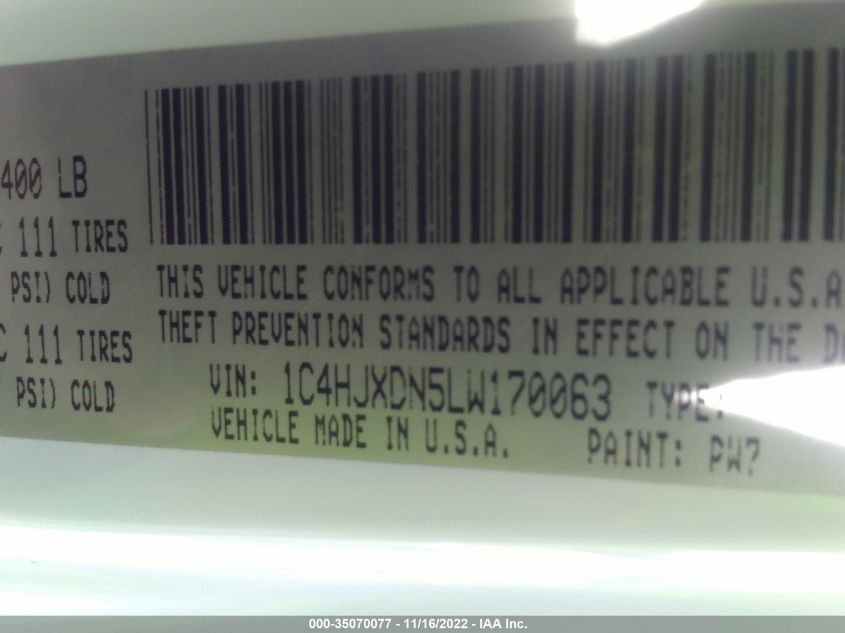 400 LB
C 111 TIRES
PSI) COLD
C 111 TIRES
PSI) COLD
THIS VEHICLE CONFORMS TO ALL APPLICABLE U.S.A
THEFT PREVENTION STANDARDS IN EFFECT ON THE
VIN: 1C4HJXDN5LW170063 TYPE:
VEHICLE MADE IN U.S.A. PAINT: PW7
000-35070077 - 11/16/2022 - IAA Inc.